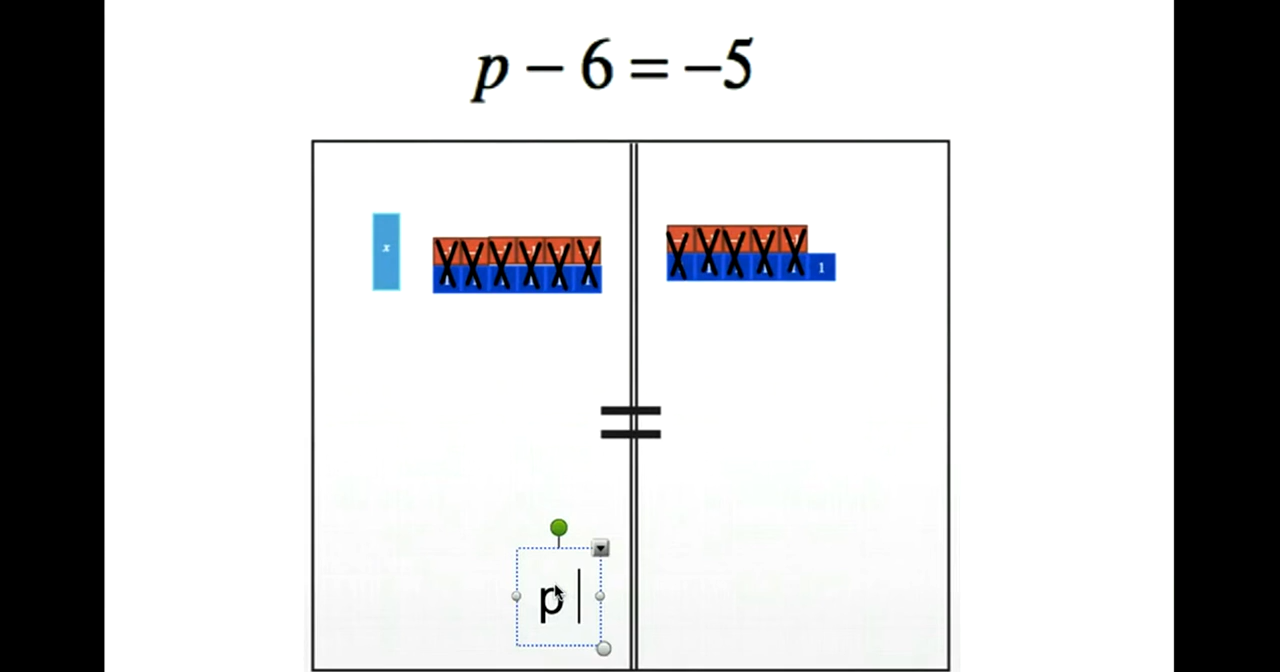 p − 6 = −5
x
1
=
p